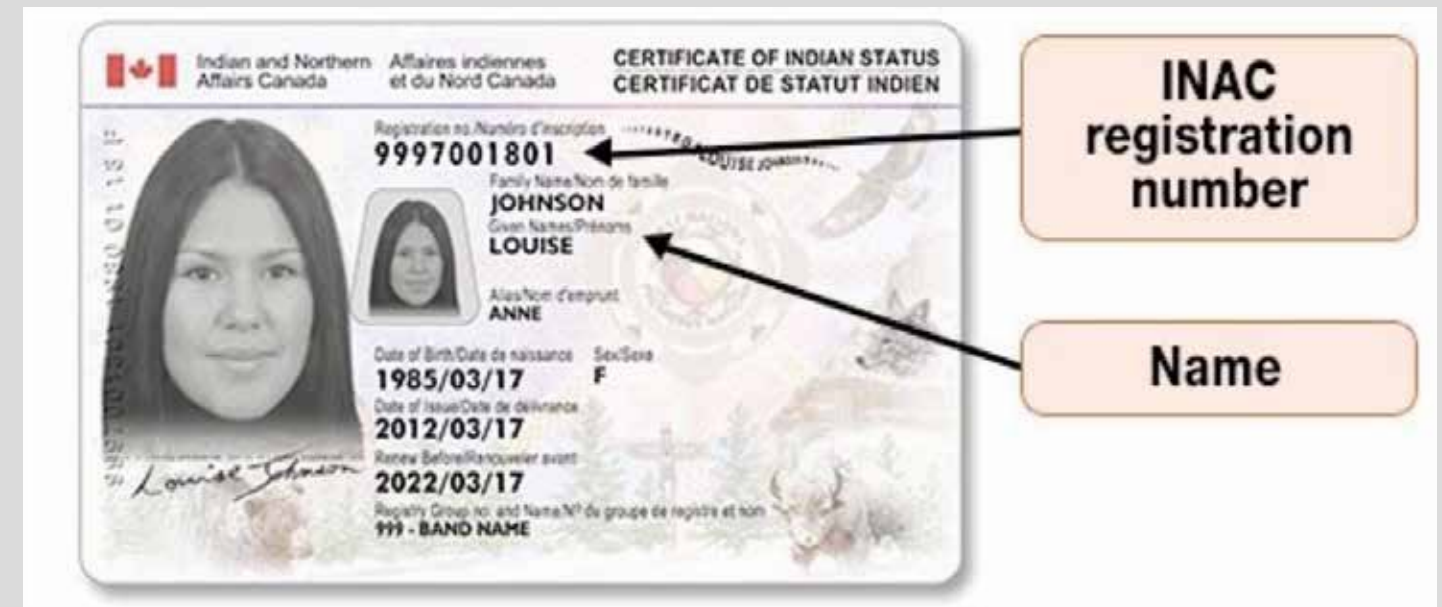 Indian and Northern Affairs Canada
Affaires indiennes et du Nord Canada
CERTIFICATE OF INDIAN STATUS
CERTIFICAT DE STATUT INDIEN
Registration no./Numéro d'inscription
9997001801
Family Name/Nom de famille
JOHNSON
Given Names/Prénoms
LOUISE
Alias/Nom d'emprunt
ANNE
Date of Birth/Date de naissance Sex/Sexe
1985/03/17 F
Date of Issue/Date de délivrance
2012/03/17
Renew Before/Renouveler avant
2022/03/17
Registry Group no. and Name/Nº du groupe de registre et nom
999 - BAND NAME
Louise Johnson
INAC
registration
number
Name